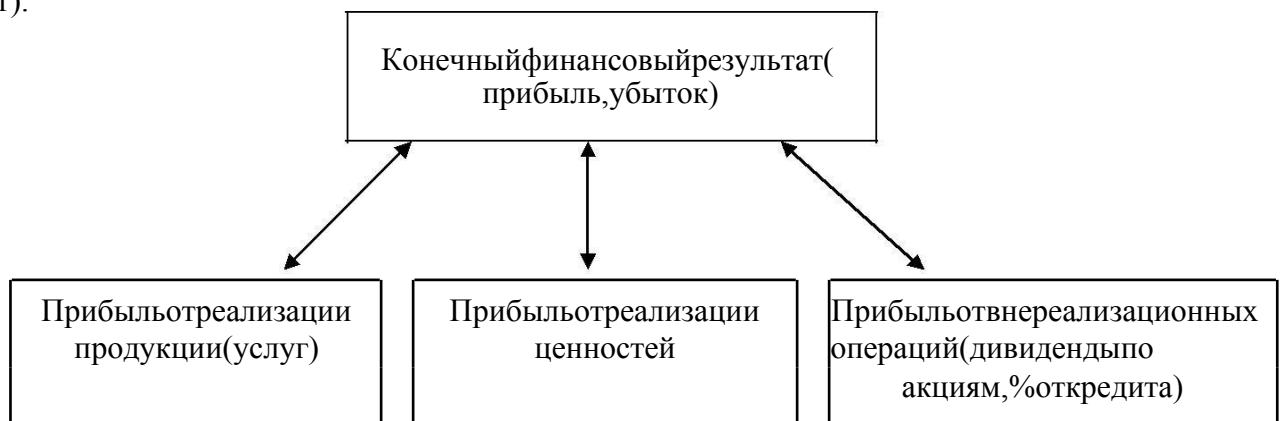 Конечныйфинансовыйрезультат(
прибыль,убыток)
Прибыльотреализации
продукции(услуг)
Прибыльотреализации
ценностей
Прибыльотвнереализационных
операций(дивидендыпо
акциям,%откредита)